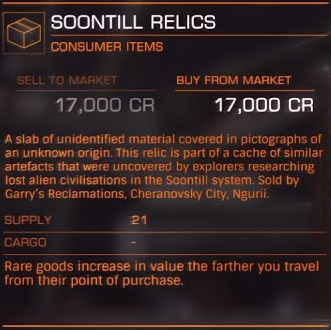 SOONTILL RELICS
CONSUMER ITEMS
SELL TO MARKET BUY FROM MARKET
17,000 CR 17,000 CR
A slab of unidentified material covered in pictographs of
an unknown origin. This relic is part of a cache of similar
artefacts that were uncovered by explorers researching
lost alien civilisations in the Soontill system. Sold by
Garry's Reclamations, Cheranovsky City, Ngurii.
SUPPLY 21
CARGO -
Rare goods increase in value the farther you travel
from their point of purchase.